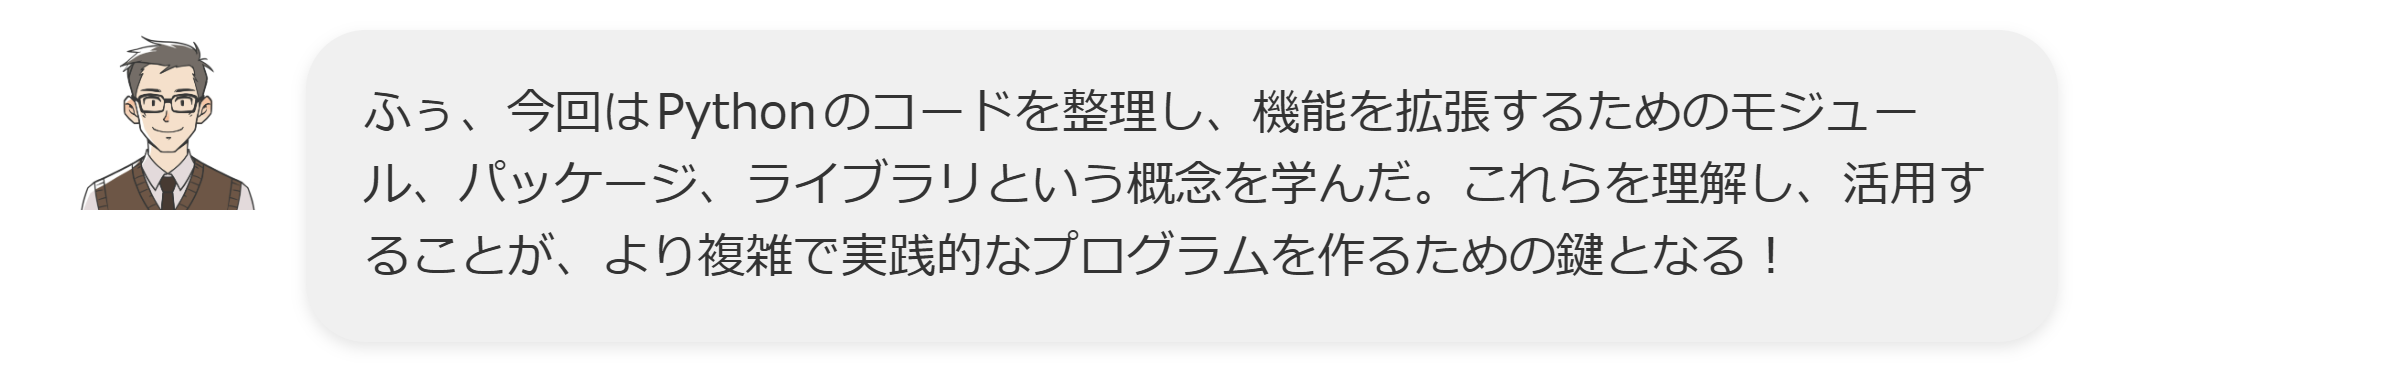 ふぅ、今回はPythonのコードを整理し、機能を拡張するためのモジュー
ル、パッケージ、ライブラリという概念を学んだ。これらを理解し、活用す
ることが、より複雑で実践的なプログラムを作るための鍵となる！